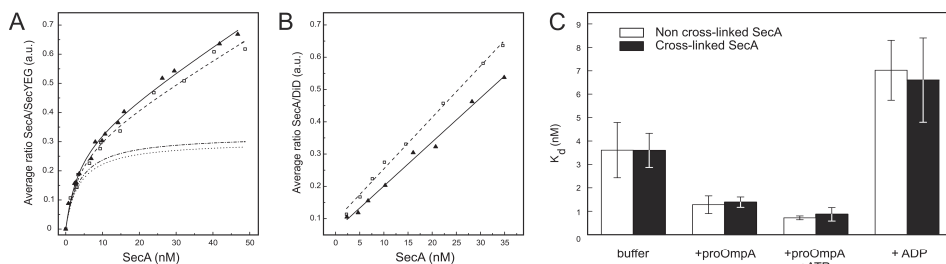 A
Average ratio SecA/SecYEG (a.u.)
0.7
0.6
0.5
0.4
0.3
0.2
0.1
0
0 10 20 30 40 50
SecA (nM)
B
Average ratio SecA/DiD (a.u.)
0.7
0.6
0.5
0.4
0.3
0.2
0.1
0 5 10 15 20 25 30 35
SecA (nM)
C
Kd (nM)
9
8
7
6
5
4
3
2
1
0
Non cross-linked SecA
Cross-linked SecA
buffer +proOmpA +proOmpA + ADP